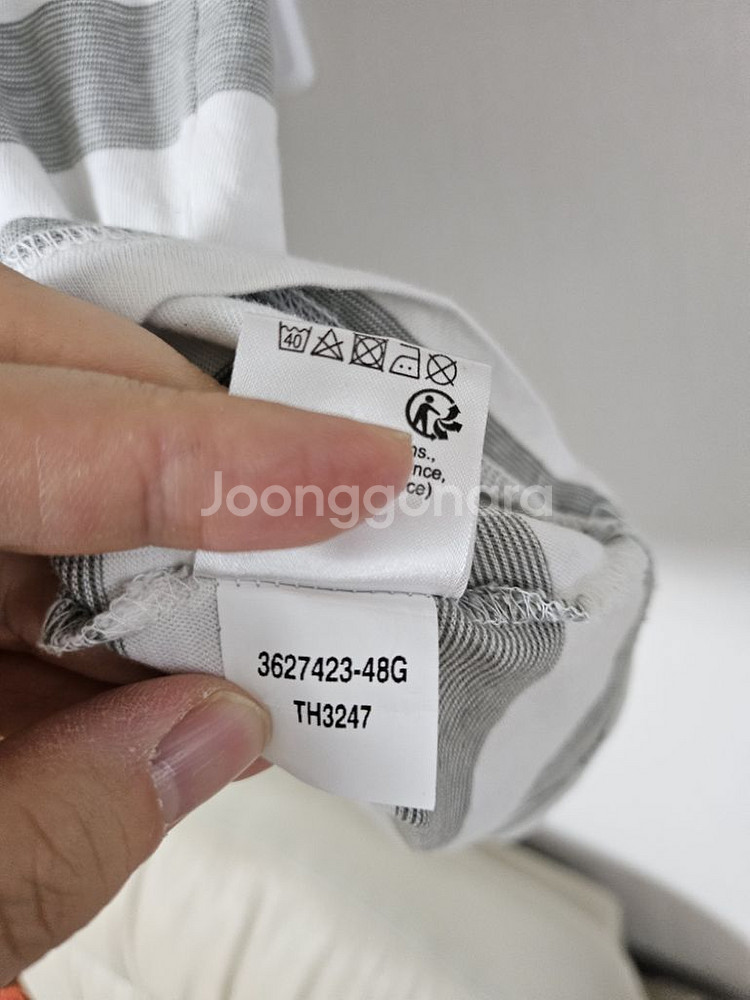 40
ns.,
nce,
ce)
Joonggonara
3627423-48G
TH3247